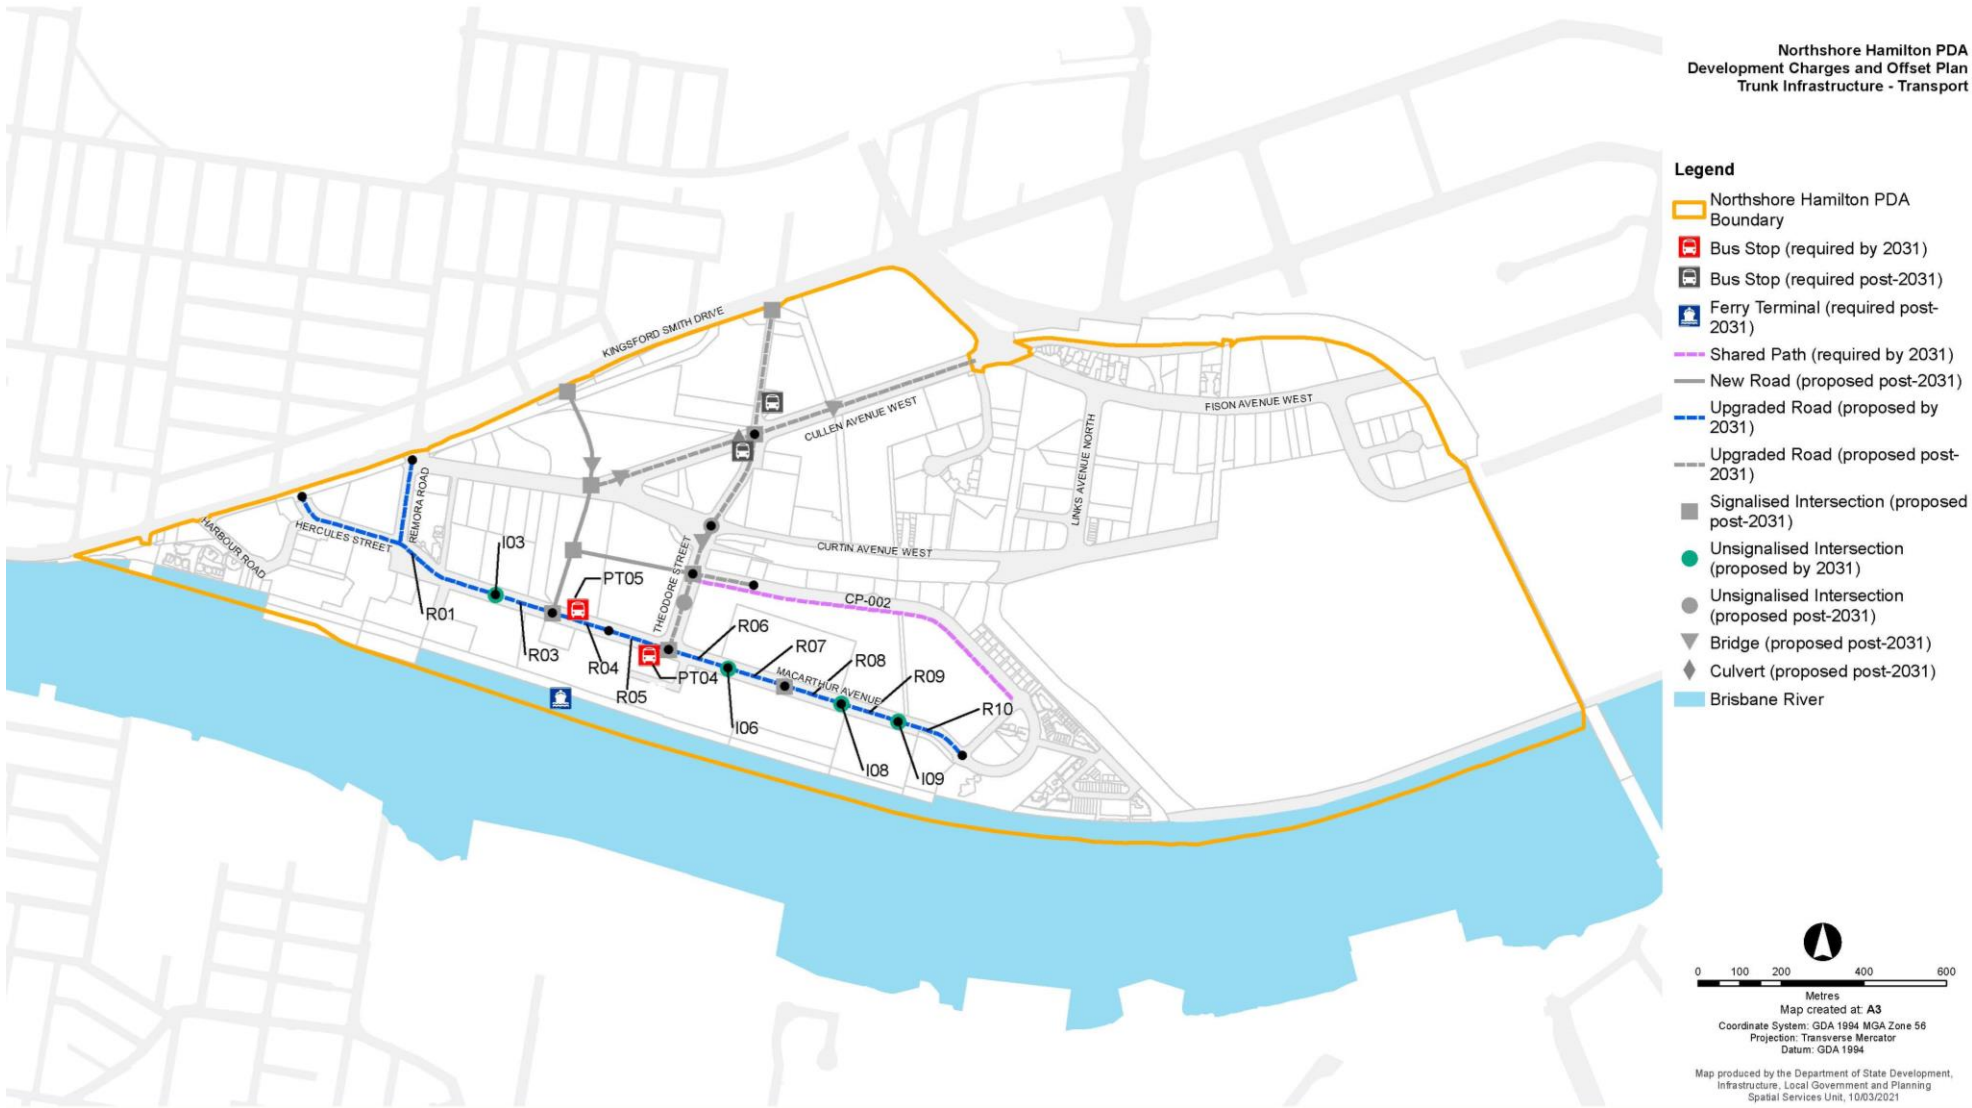 Northshore Hamilton PDA
Development Charges and Offset Plan
Trunk Infrastructure - Transport
Legend
Northshore Hamilton PDA
Boundary
Bus Stop (required by 2031)
Bus Stop (required post-2031)
Ferry Terminal (required post-
2031)
Shared Path (required by 2031)
New Road (proposed post-2031)
Upgraded Road (proposed by
2031)
Upgraded Road (proposed post-
2031)
Signalised Intersection (proposed
post-2031)
Unsignalised Intersection
(proposed by 2031)
Unsignalised Intersection
(proposed post-2031)
Bridge (proposed post-2031)
Culvert (proposed post-2031)
Brisbane River
KINGSFORD SMITH DRIVE
CULLEN AVENUE WEST
FISON AVENUE WEST
LINKS AVENUE NORTH
REMORA ROAD
HERCULES STREET
HARBOUR ROAD
CURTIN AVENUE WEST
THEODORE STREET
MACARTHUR AVENUE
I03
PT05
CP-002
R01
R03
R04
R05
PT04
R06
R07
R08
R09
R10
I06
I08
I09
0 100 200 400 600
Metres
Map created at: A3
Coordinate System: GDA 1994 MGA Zone 56
Projection: Transverse Mercator
Datum: GDA 1994
Map produced by the Department of State Development,
Infrastructure, Local Government and Planning
Spatial Services Unit, 10/03/2021